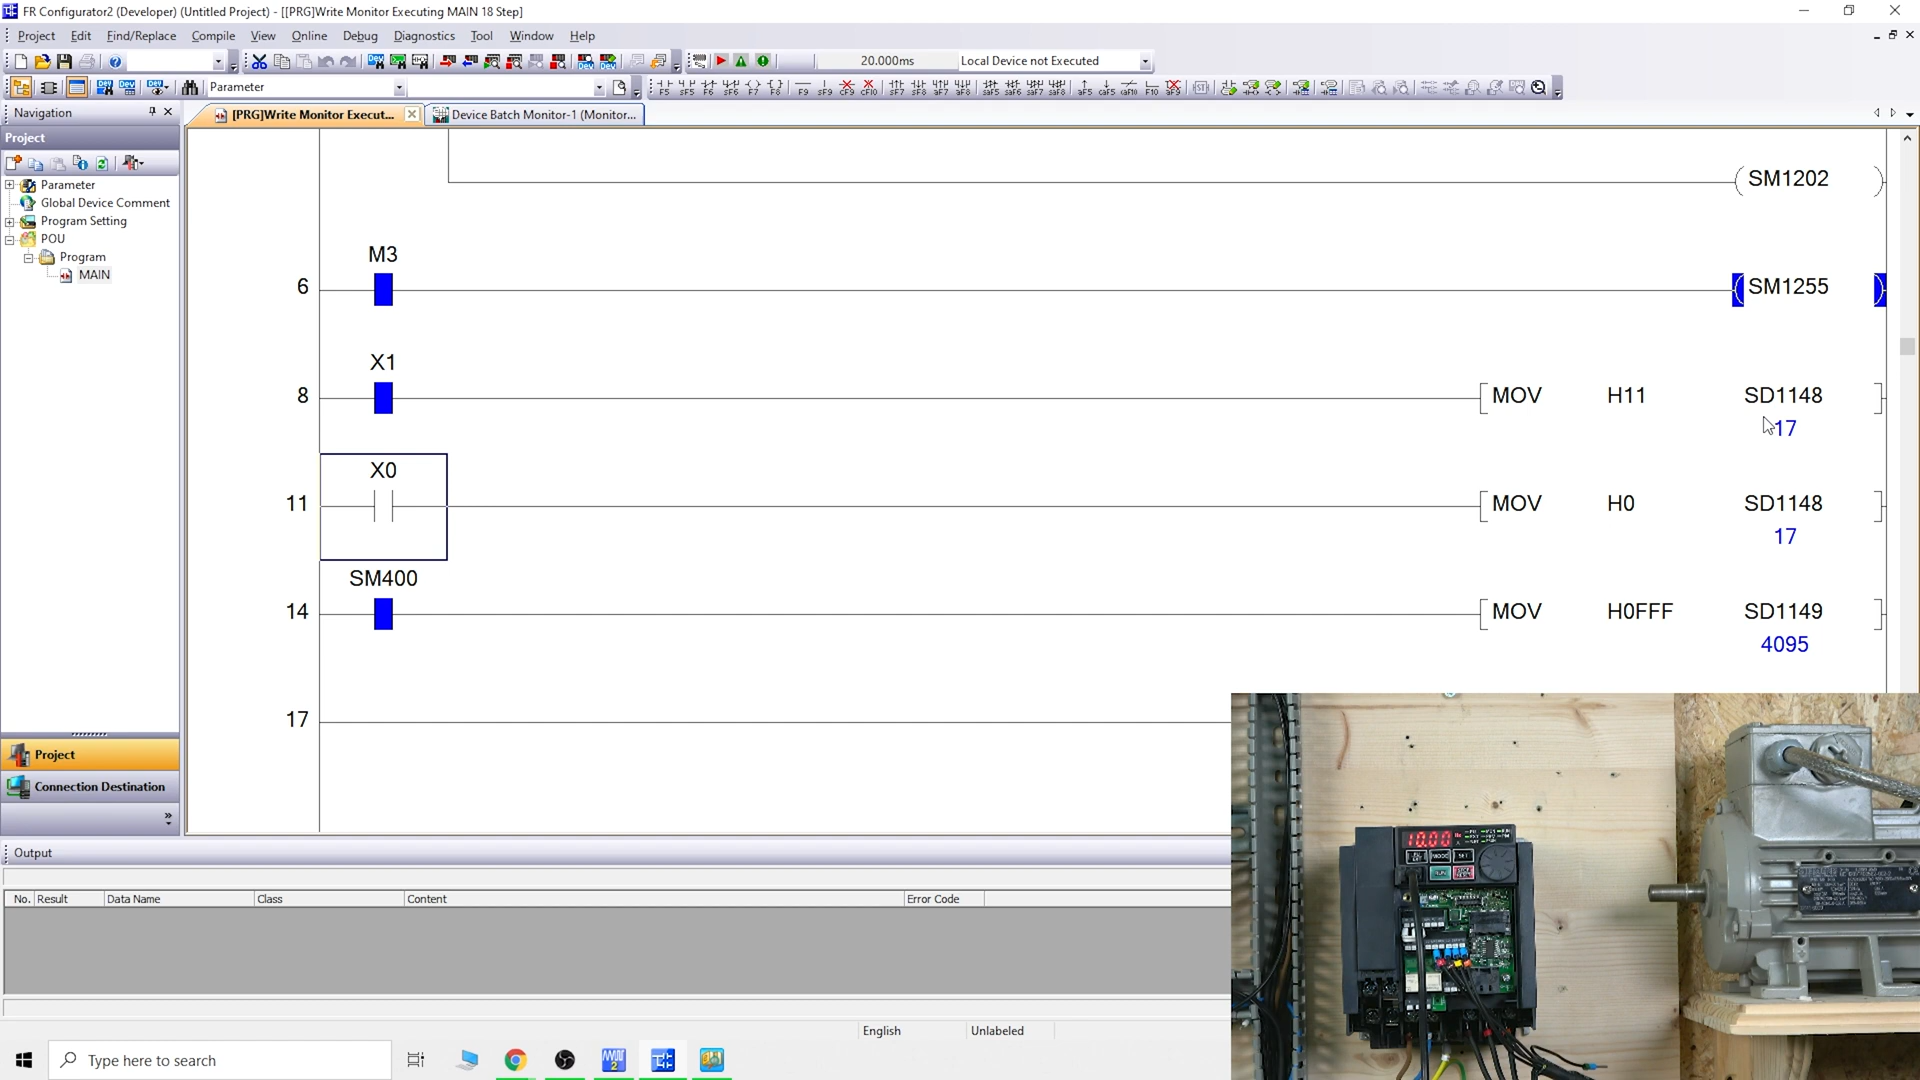 FR Configurator2 (Developer) (Untitled Project) - [[PRG]Write Monitor Executing MAIN 18 Step]
Project Edit Find/Replace Compile View Online Debug Diagnostics Tool Window Help
20.000ms Local Device not Executed
Parameter
Navigation
[PRG]Write Monitor Execut...
Device Batch Monitor-1 (Monitor...
Project
Parameter
Global Device Comment
Program Setting
POU
Program
MAIN
SM1202
M3
6 SM1255
X1
8 MOV H11 SD1148
17
X0
11 MOV H0 SD1148
17
SM400
14 MOV H0FFF SD1149
4095
17
Project
Connection Destination
Output
No. Result Data Name Class Content Error Code
English Unlabeled
Type here to search
10.00